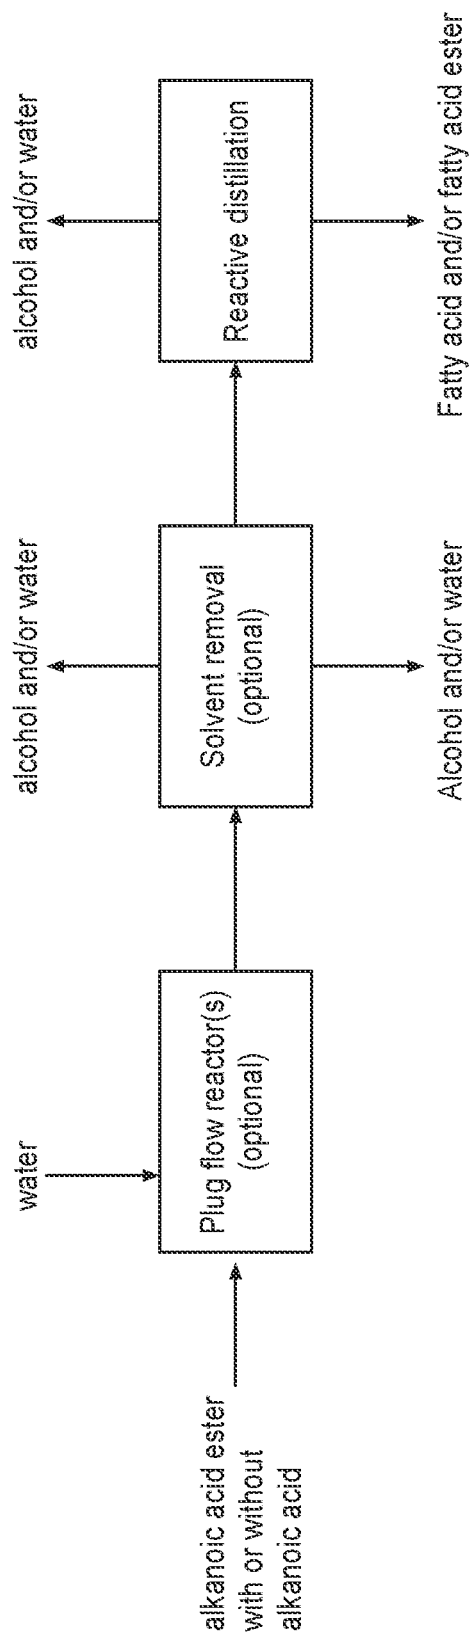 alkanoic acid ester
with or without
alkanoic acid
water
Plug flow reactor(s)
(optional)
alcohol and/or water
Solvent removal
(optional)
Alcohol and/or water
alcohol and/or water
Reactive distillation
Fatty acid and/or fatty acid ester